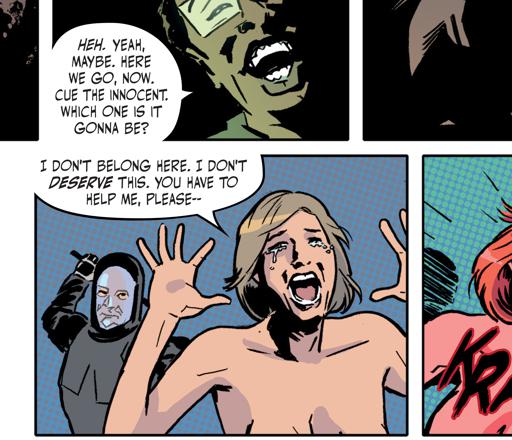 HEH. YEAH,
MAYBE. HERE
WE GO, NOW.
CUE THE INNOCENT.
WHICH ONE IS IT
GONNA BE?
I DON'T BELONG HERE. I DON'T
DESERVE THIS. YOU HAVE TO
HELP ME, PLEASE--